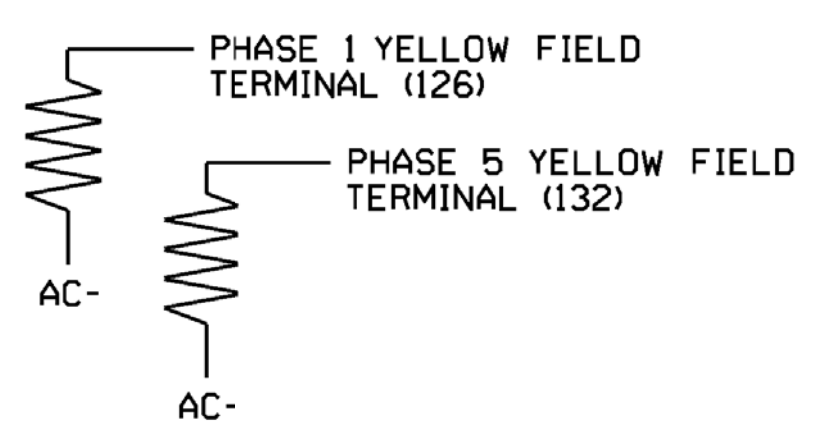 PHASE 1 YELLOW FIELD
TERMINAL (126)
AC-
PHASE 5 YELLOW FIELD
TERMINAL (132)
AC-